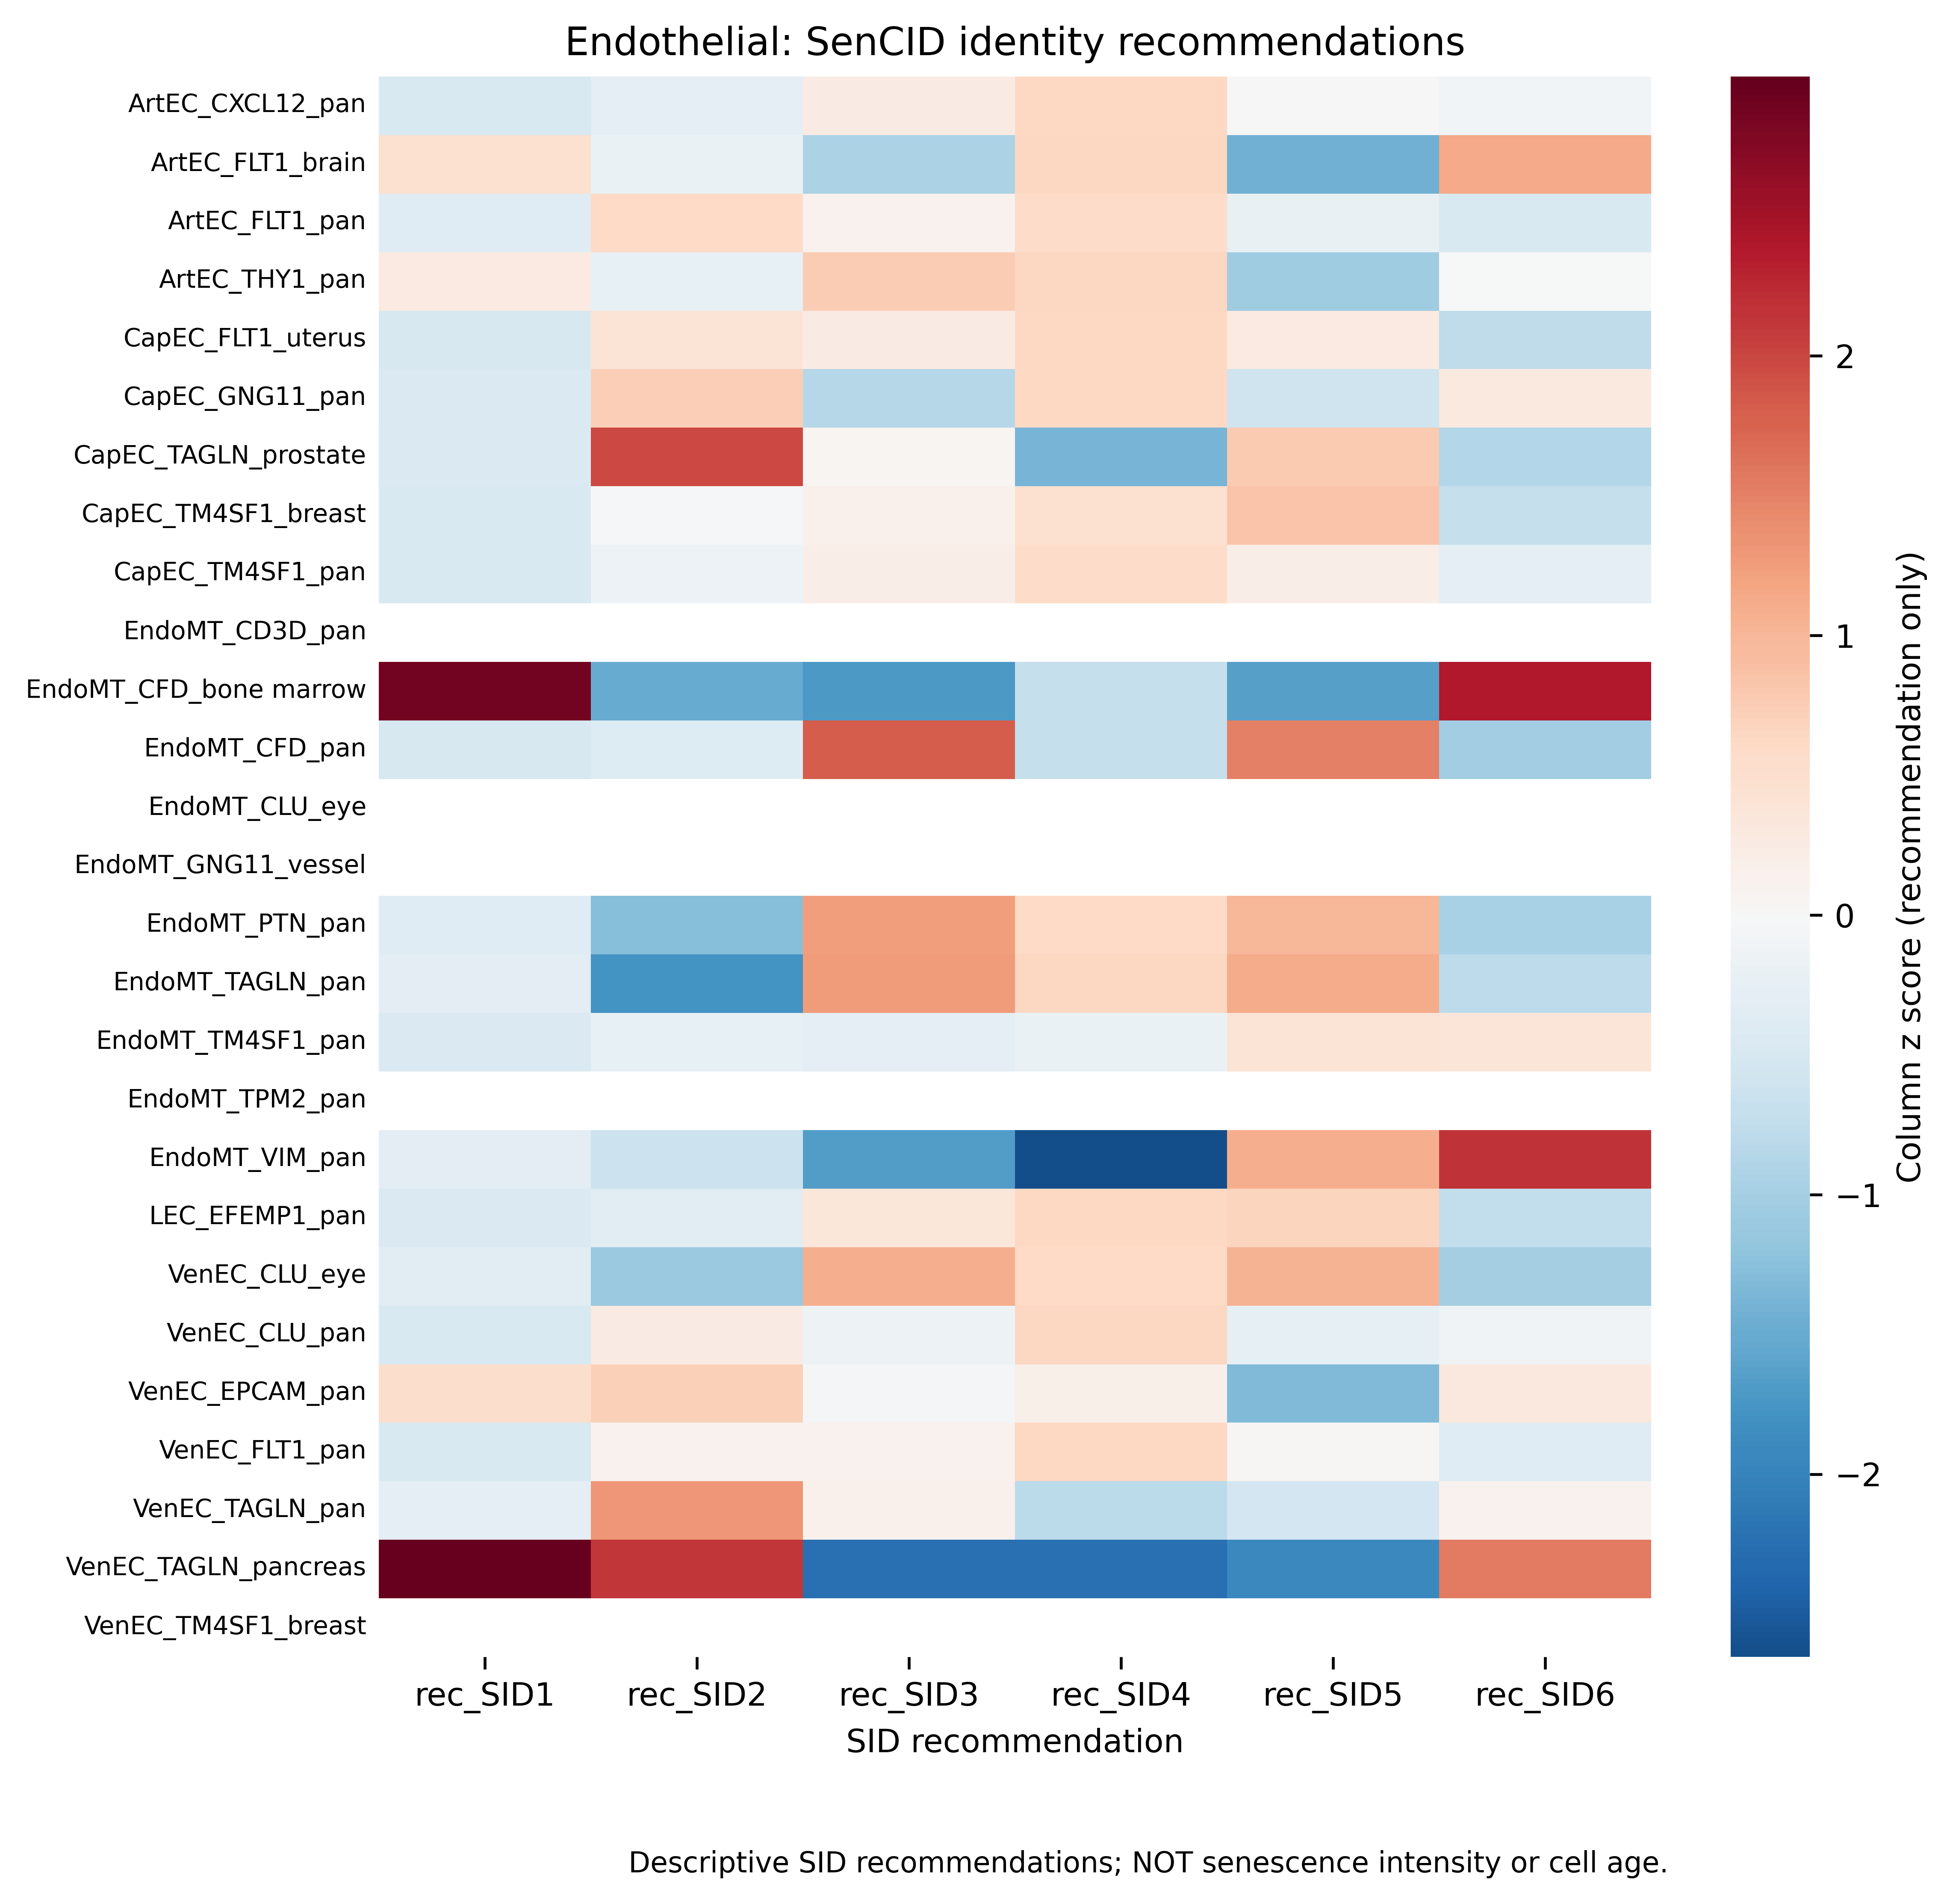 Endothelial: SenCID identity recommendations
ArtEC_CXCL12_pan
ArtEC_FLT1_brain
ArtEC_FLT1_pan
ArtEC_THY1_pan
CapEC_FLT1_uterus
CapEC_GNG11_pan
CapEC_TAGLN_prostate
CapEC_TM4SF1_breast
CapEC_TM4SF1_pan
EndoMT_CD3D_pan
EndoMT_CFD_bone marrow
EndoMT_CFD_pan
EndoMT_CLU_eye
EndoMT_GNG11_vessel
EndoMT_PTN_pan
EndoMT_TAGLN_pan
EndoMT_TM4SF1_pan
EndoMT_TPM2_pan
EndoMT_VIM_pan
LEC_EFEMP1_pan
VenEC_CLU_eye
VenEC_CLU_pan
VenEC_EPCAM_pan
VenEC_FLT1_pan
VenEC_TAGLN_pan
VenEC_TAGLN_pancreas
VenEC_TM4SF1_breast
rec_SID1 rec_SID2 rec_SID3 rec_SID4 rec_SID5 rec_SID6
SID recommendation
2
1
0
−1
−2
Column z score (recommendation only)
Descriptive SID recommendations; NOT senescence intensity or cell age.